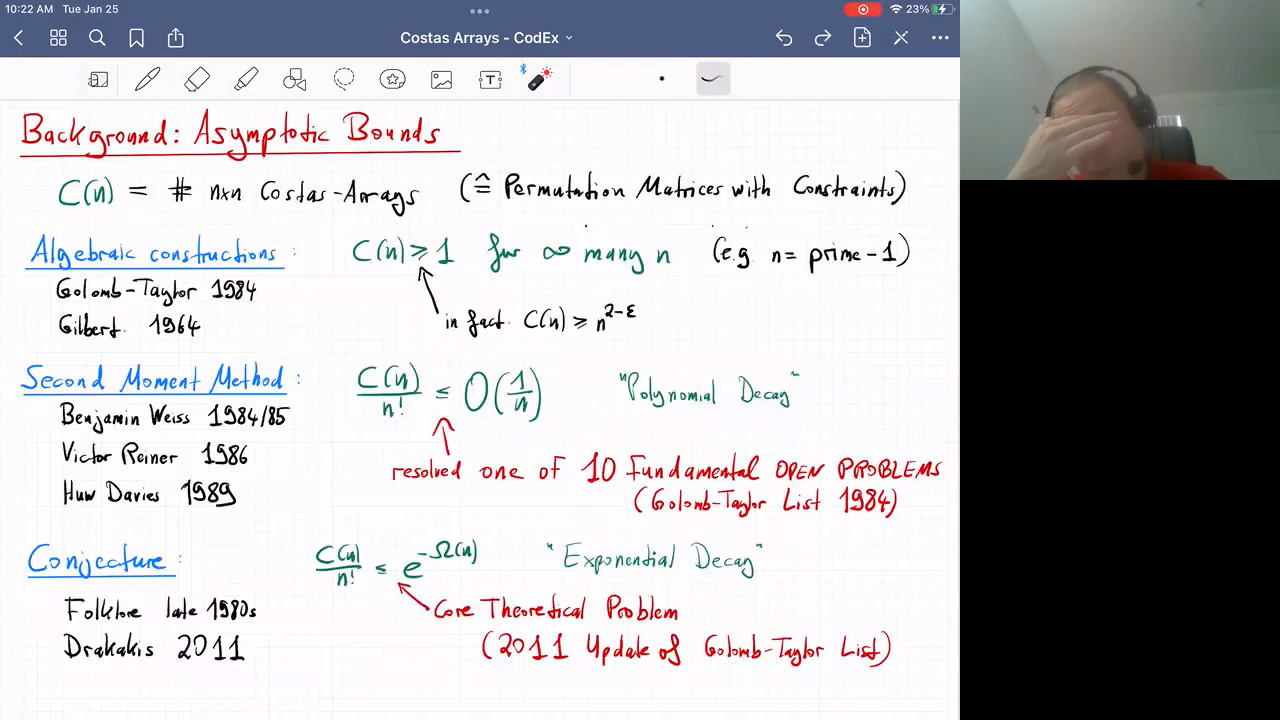 10:22 AM Tue Jan 25
23%
Costas Arrays - CodEx
Background: Asymptotic Bounds
C(n) = # n×n Costas-Arrays (≙ Permutation Matrices with Constraints)
Algebraic constructions: C(n) ≥ 1 for ∞ many n (e.g n = prime - 1)
Golomb-Taylor 1984
Gilbert 1964
in fact C(n) ≥ n^{2-ε}
Second Moment Method: C(n)/n! ≤ O(1/n) "Polynomial Decay"
Benjamin Weiss 1984/85
Victor Reiner 1986
resolved one of 10 Fundamental OPEN PROBLEMS
Huw Davies 1989
(Golomb-Taylor List 1984)
Conjecture: C(n)/n! ≤ e^{-Ω(n)} "Exponential Decay"
Folklore late 1980s
Core Theoretical Problem
Drakakis 2011
(2011 Update of Golomb-Taylor List)